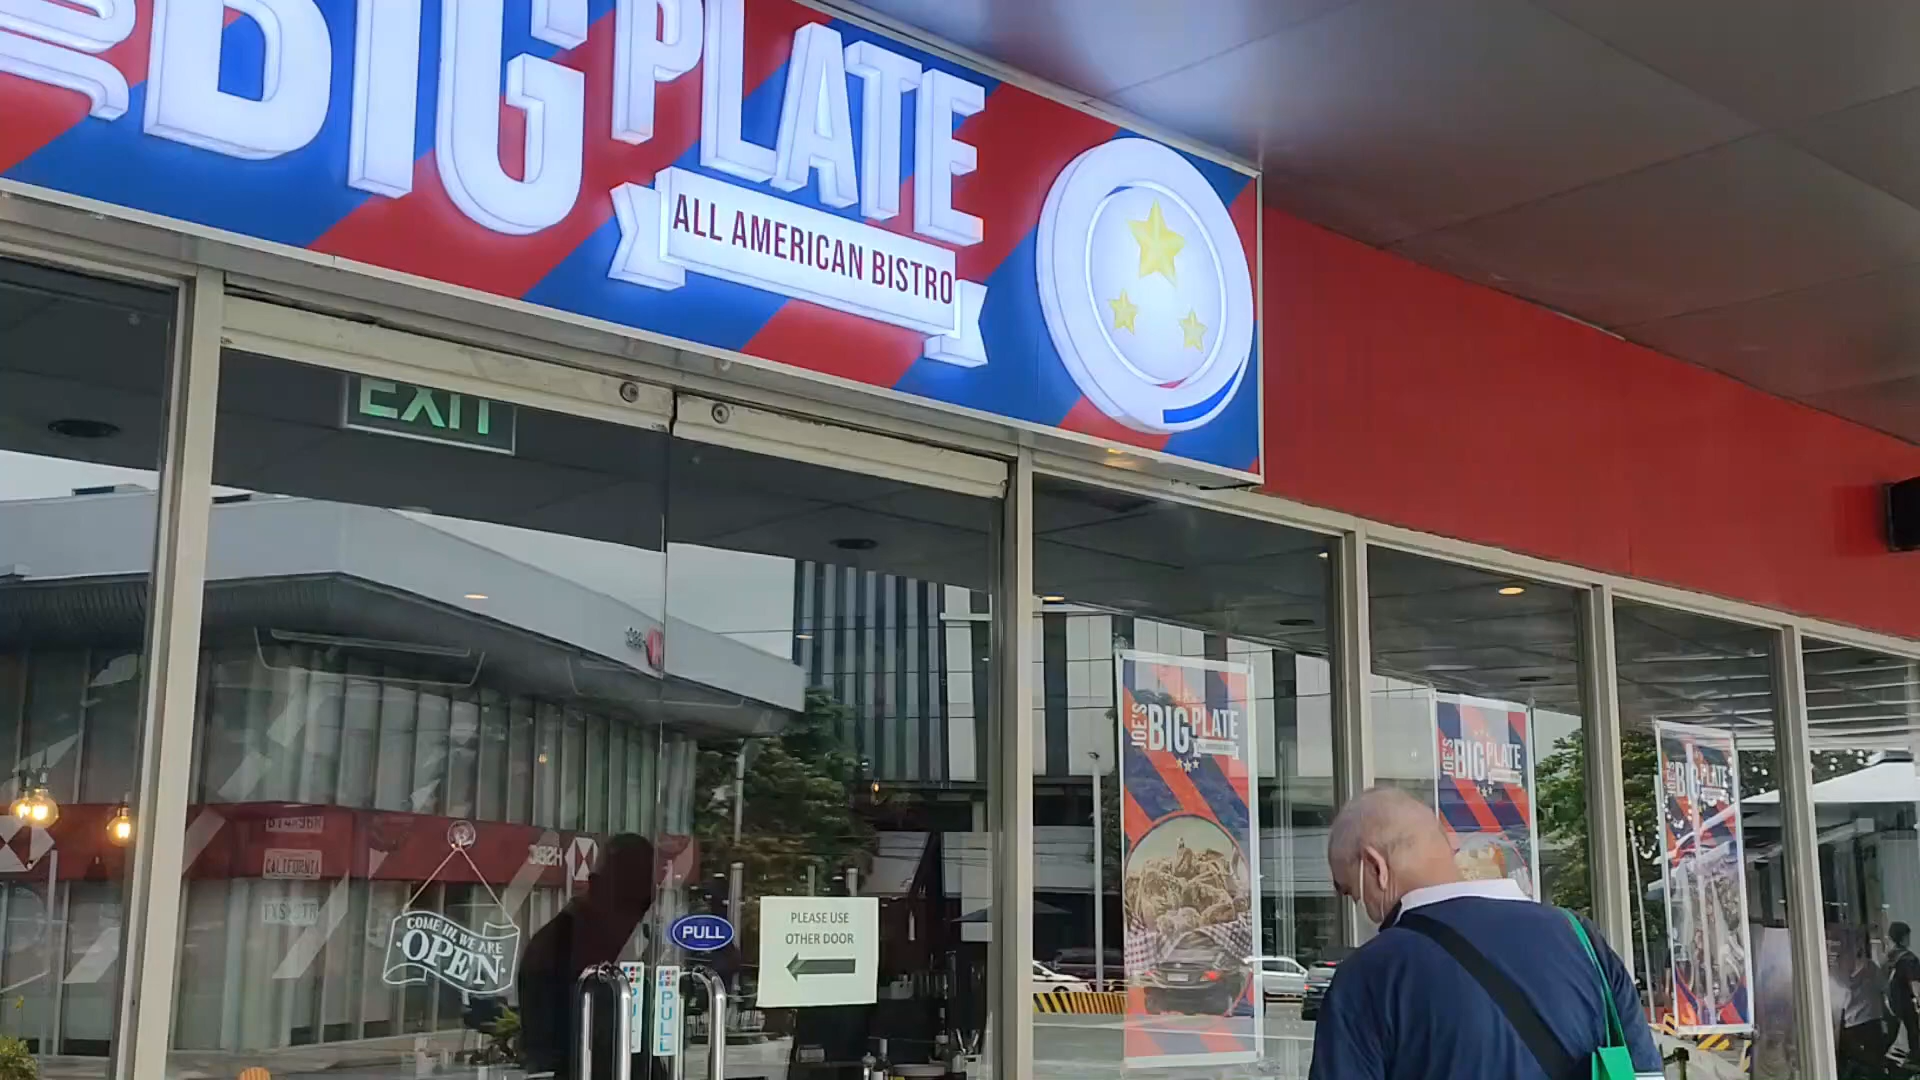 BIG PLATE
ALL AMERICAN BISTRO
EXIT
CALIFORNIA
HSBC
COME IN, WE ARE
OPEN
PULL
PLEASE USE
OTHER DOOR
PULL
PULL
JOE'S BIG PLATE
JOE'S BIG PLATE
JOE'S BIG PLATE